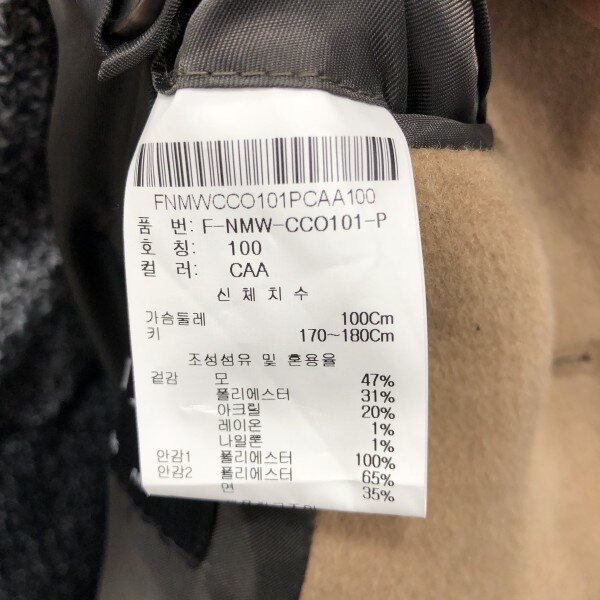 FNMWCCO101PCAA100
품 번: F-NMW-CCO101-P
호 칭: 100
컬 러: CAA
신체치수
가슴둘레 100Cm
키 170~180Cm
조성섬유 및 혼용율
겉감 모 47%
폴리에스터 31%
아크릴 20%
레이온 1%
나일론 1%
안감1 폴리에스터 100%
안감2 폴리에스터 65%
면 35%